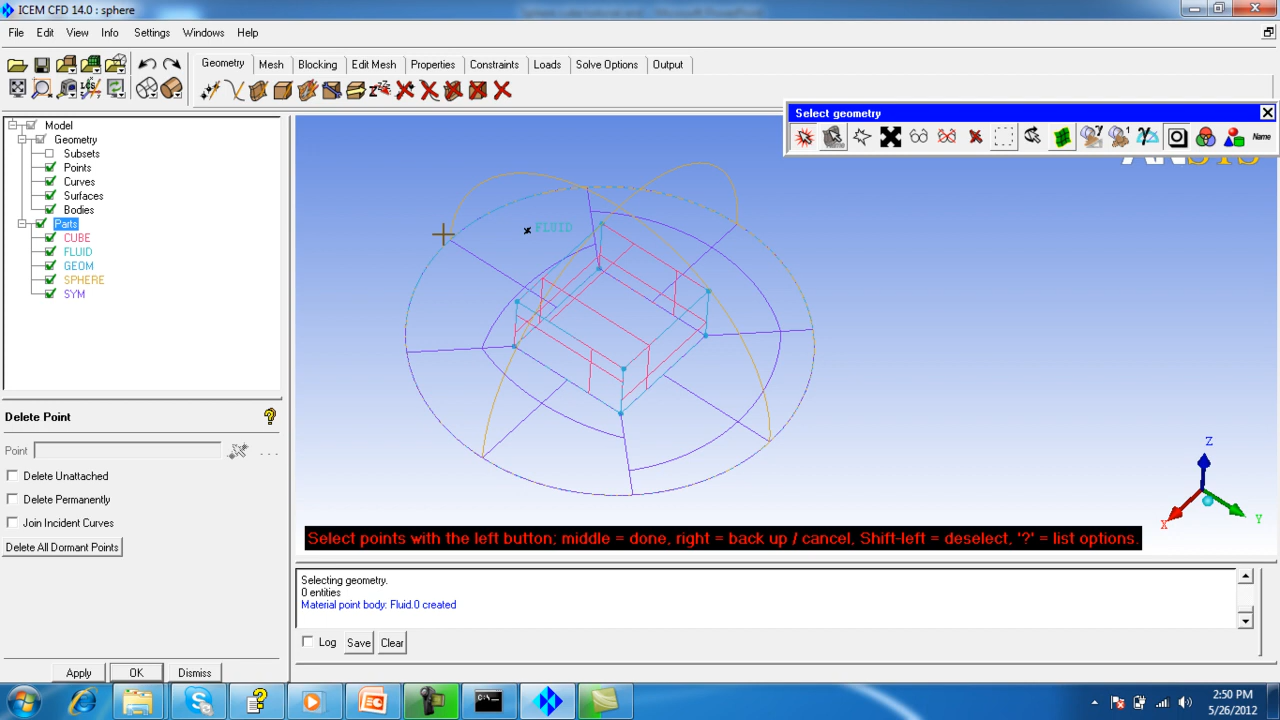 ICEM CFD 14.0 : sphere
File Edit View Info Settings Windows Help
Geometry Mesh Blocking Edit Mesh Properties Constraints Loads Solve Options Output
LCS
Select geometry
Name
Model
Geometry
Subsets
Points
Curves
Surfaces
Bodies
Parts
CUBE
FLUID
GEOM
SPHERE
SYM
FLUID
Delete Point
Point
Delete Unattached
Delete Permanently
Join Incident Curves
Delete All Dormant Points
Z
X
Y
Select points with the left button; middle = done, right = back up / cancel, Shift-left = deselect, '?' = list options.
Selecting geometry.
0 entities
Material point body: Fluid.0 created
Log Save Clear
Apply OK Dismiss
2:50 PM
5/26/2012